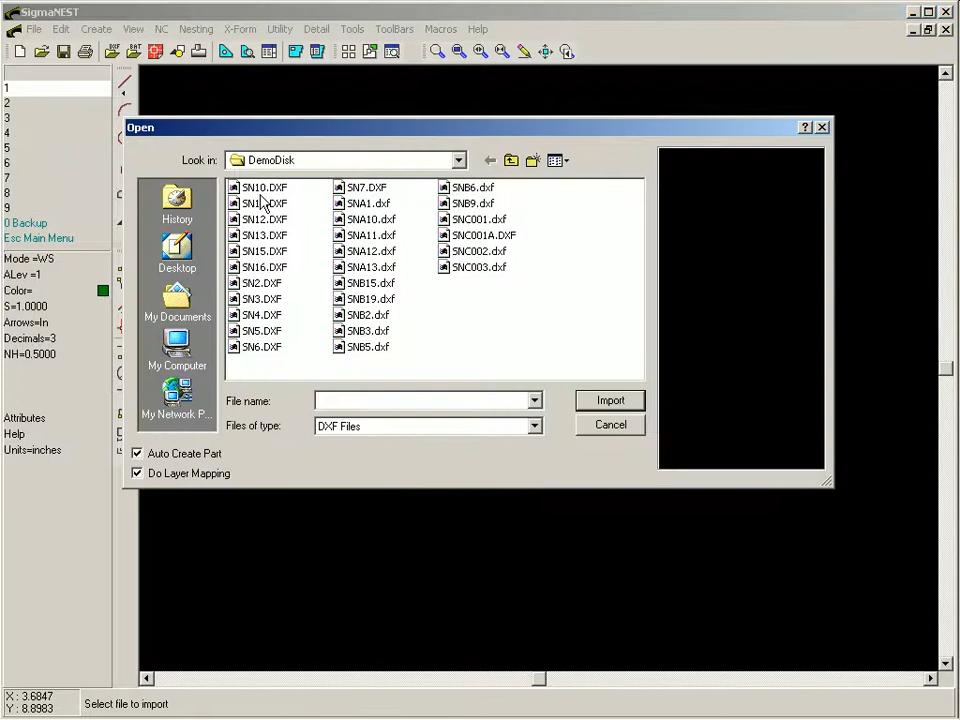 SigmaNEST
File Edit Create View NC Nesting X-Form Utility Detail Tools ToolBars Macros Help
DXF BAT
1
2
3
4
5
6
7
8
9
0 Backup
Esc Main Menu
Mode =WS
ALev =1
Color=
S=1.0000
Arrows=In
Decimals=3
NH=0.5000
Attributes
Help
Units=inches
Open
Look in: DemoDisk
History
Desktop
My Documents
My Computer
My Network P...
SN10.DXF
SN12.DXF
SN13.DXF
SN15.DXF
SN16.DXF
SN2.DXF
SN3.DXF
SN4.DXF
SN5.DXF
SN6.DXF
SN7.DXF
SNA1.dxf
SNA10.dxf
SNA11.dxf
SNA12.dxf
SNA13.dxf
SNB15.dxf
SNB19.dxf
SNB2.dxf
SNB3.dxf
SNB5.dxf
SNB6.dxf
SNB9.dxf
SNC001.dxf
SNC001A.DXF
SNC002.dxf
SNC003.dxf
File name:
Import
Files of type: DXF Files
Cancel
Auto Create Part
Do Layer Mapping
X : 3.6847
Y : 8.8983
Select file to import